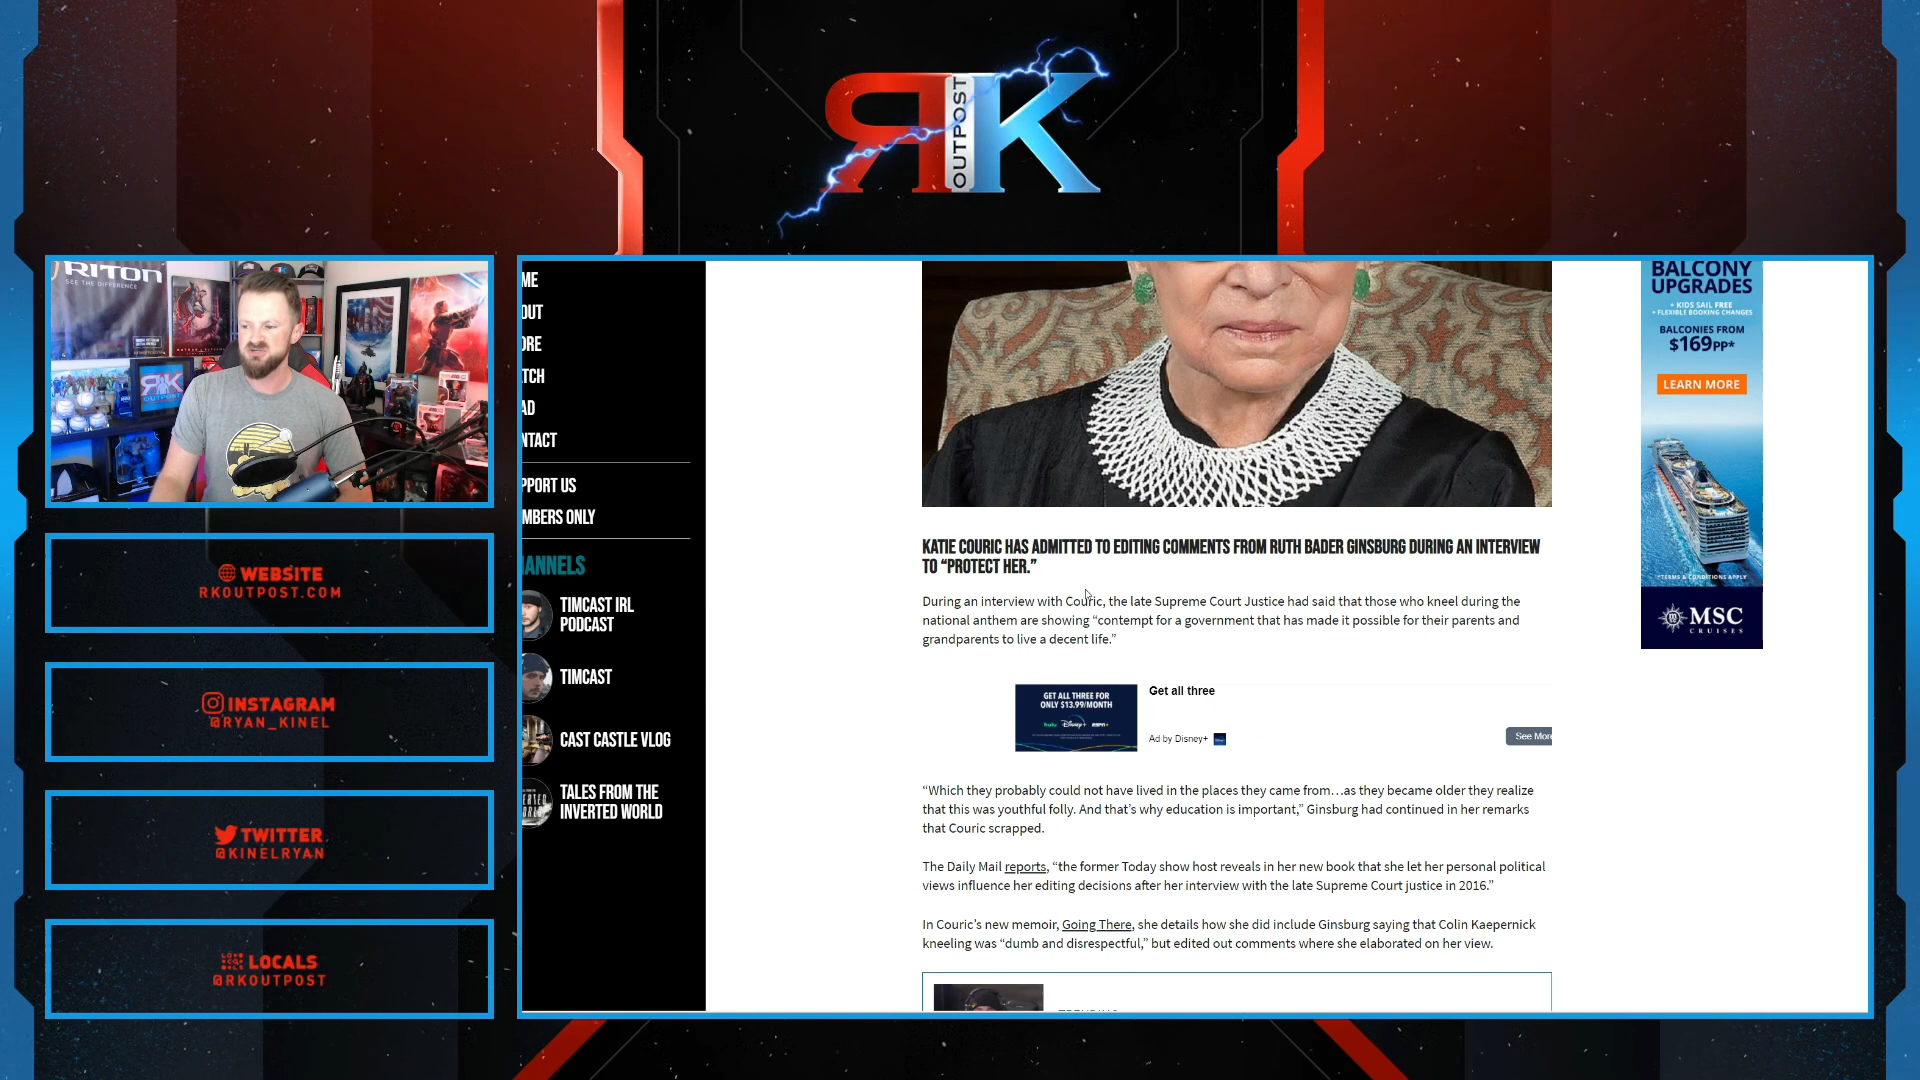 RK
OUTPOST
RITON
SEE THE DIFFERENCE
RK
OUTPOST
WEBSITE
RKOUTPOST.COM
INSTAGRAM
@RYAN_KINEL
TWITTER
@KINELRYAN
LOCALS
@RKOUTPOST
ME
OUT
ORE
TCH
AD
NTACT
PPORT US
MBERS ONLY
ANNELS
TIMCAST IRL
PODCAST
TIMCAST
CAST CASTLE VLOG
TALES FROM THE
INVERTED WORLD
KATIE COURIC HAS ADMITTED TO EDITING COMMENTS FROM RUTH BADER GINSBURG DURING AN INTERVIEW
TO “PROTECT HER.”
During an interview with Couric, the late Supreme Court Justice had said that those who kneel during the
national anthem are showing “contempt for a government that has made it possible for their parents and
grandparents to live a decent life.”
GET ALL THREE FOR
ONLY $13.99/MONTH
hulu Disney+ ESPN+
Get all three
Ad by Disney+
See More
“Which they probably could not have lived in the places they came from…as they became older they realize
that this was youthful folly. And that’s why education is important,” Ginsburg had continued in her remarks
that Couric scrapped.
The Daily Mail reports, “the former Today show host reveals in her new book that she let her personal political
views influence her editing decisions after her interview with the late Supreme Court justice in 2016.”
In Couric’s new memoir, Going There, she details how she did include Ginsburg saying that Colin Kaepernick
kneeling was “dumb and disrespectful,” but edited out comments where she elaborated on her view.
BALCONY
UPGRADES
+ KIDS SAIL FREE
+ FLEXIBLE BOOKING CHANGES
BALCONIES FROM
$169PP*
LEARN MORE
*TERMS & CONDITIONS APPLY
MSC
CRUISES